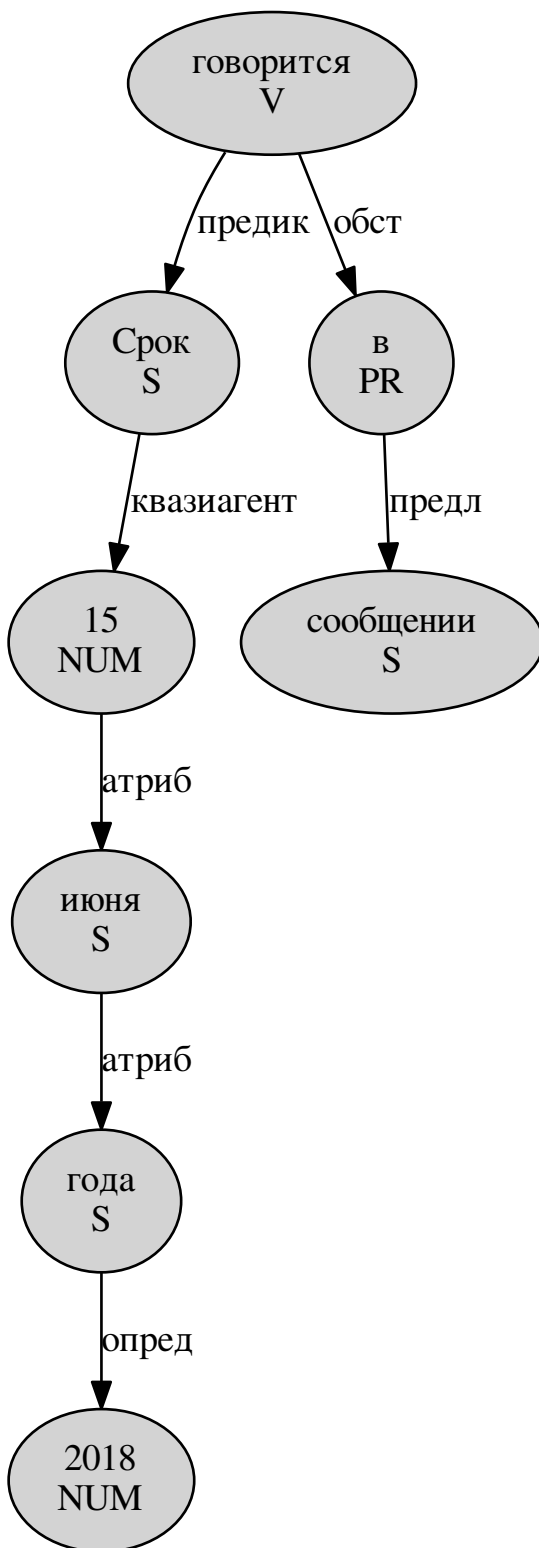 говорится
V
предик
обст
Срок
S
в
PR
квазиагент
предл
15
NUM
сообщении
S
атриб
июня
S
атриб
года
S
опред
2018
NUM